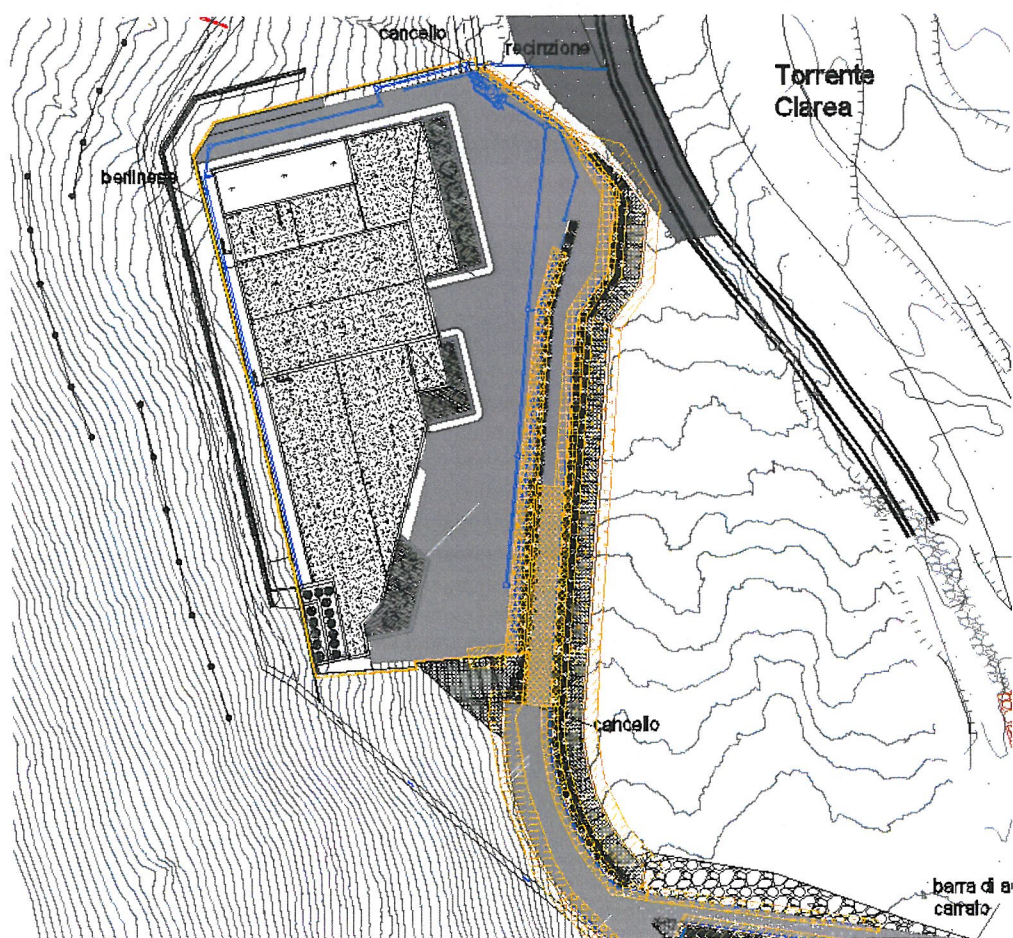 cancello
recinzione
Torrente
Clarea
berlinese
cancello
barra di a
carraio